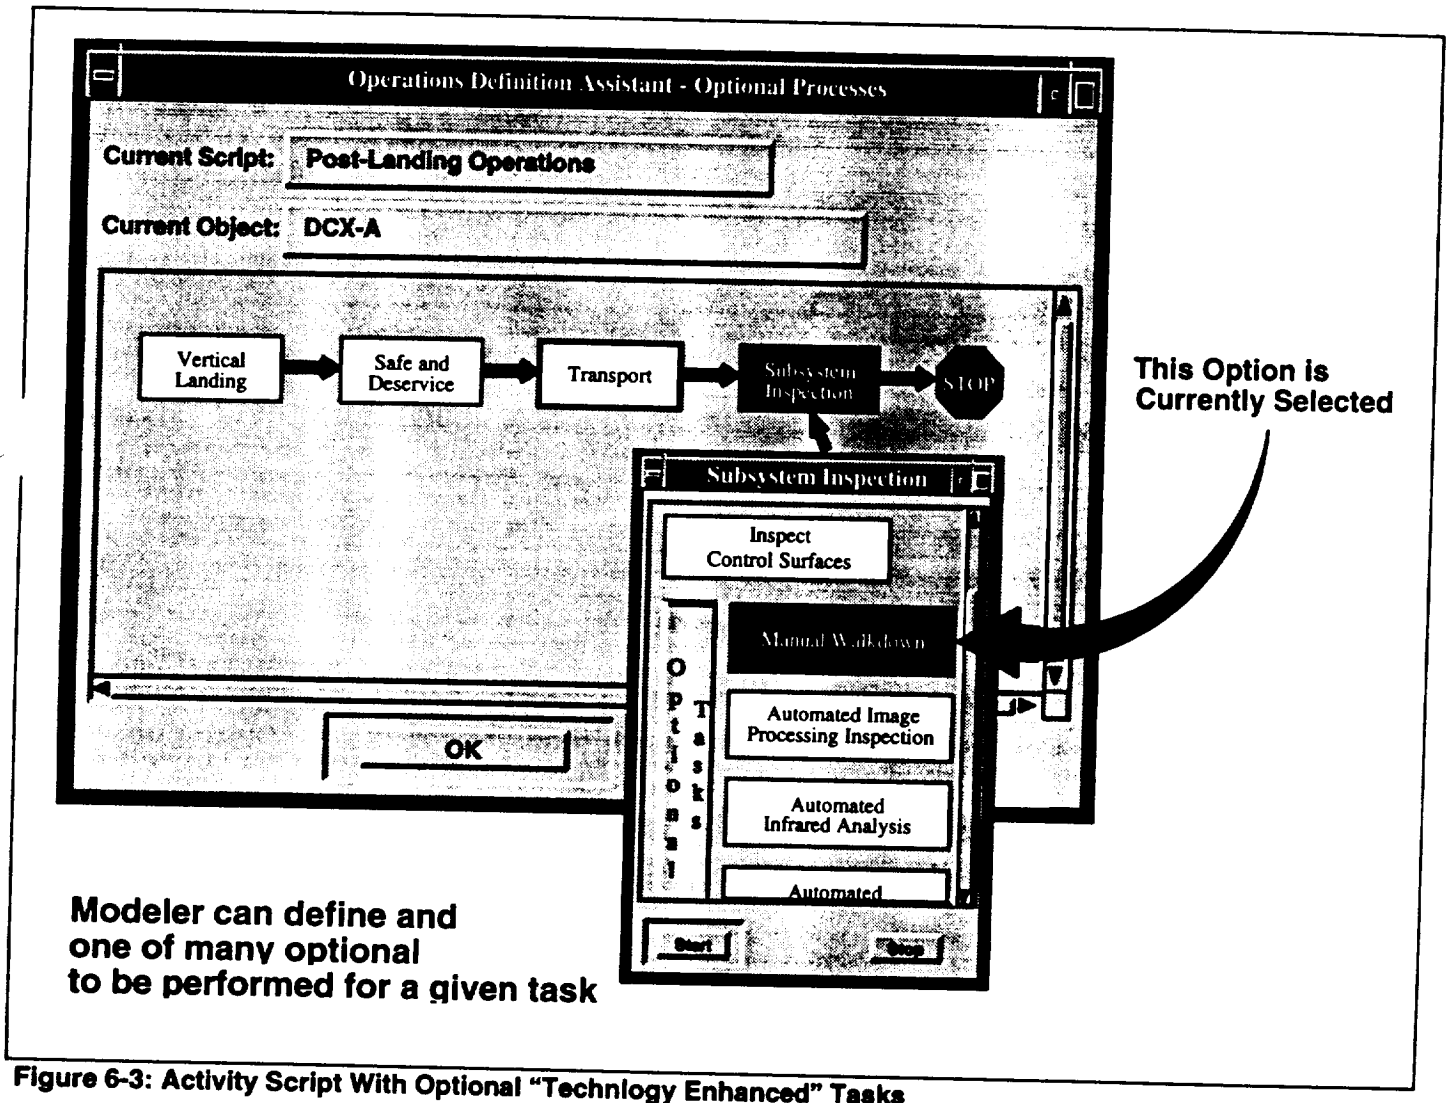 Operations Definition Assistant - Optional Processes
Current Script:
Post-Landing Operations
Current Object:
DCX-A
Vertical
Landing
Safe and
Deservice
Transport
Subsystem
Inspection
STOP
This Option is
Currently Selected
Subsystem Inspection
Inspect
Control Surfaces
Optional
Tasks
Manual Walkdown
Automated Image
Processing Inspection
Automated
Infrared Analysis
Automated
OK
Start
Stop
Modeler can define and
one of many optional
to be performed for a given task
Figure 6-3: Activity Script With Optional “Technlogy Enhanced” Tasks